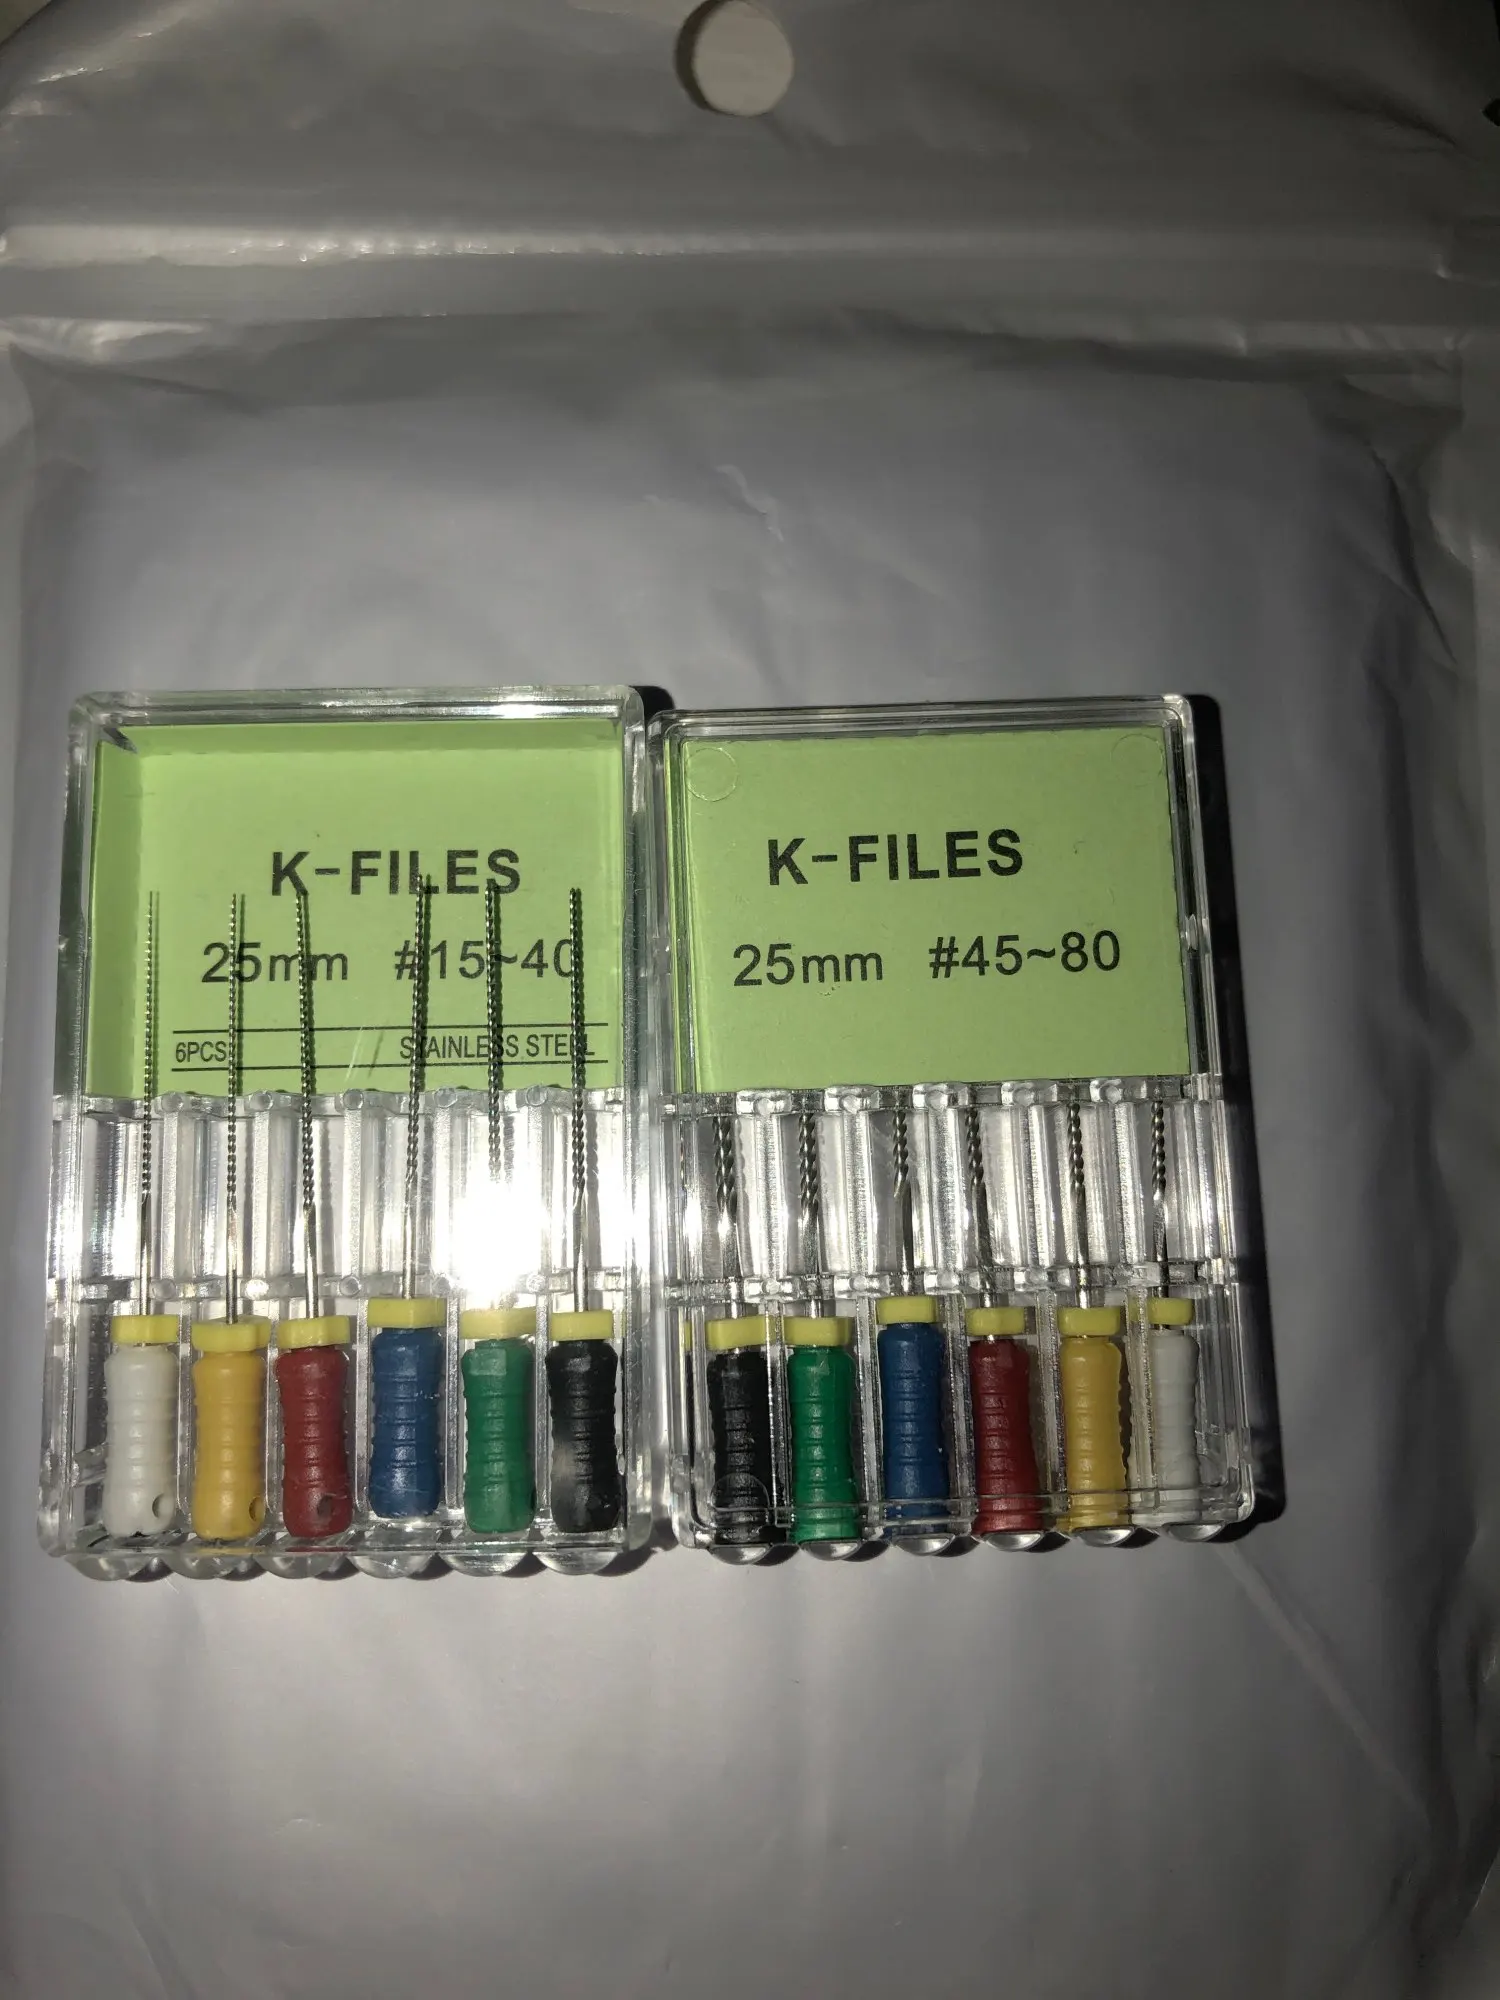 K-FILES
25mm #15~40
6PCS STAINLESS STEEL
K-FILES
25mm #45~80